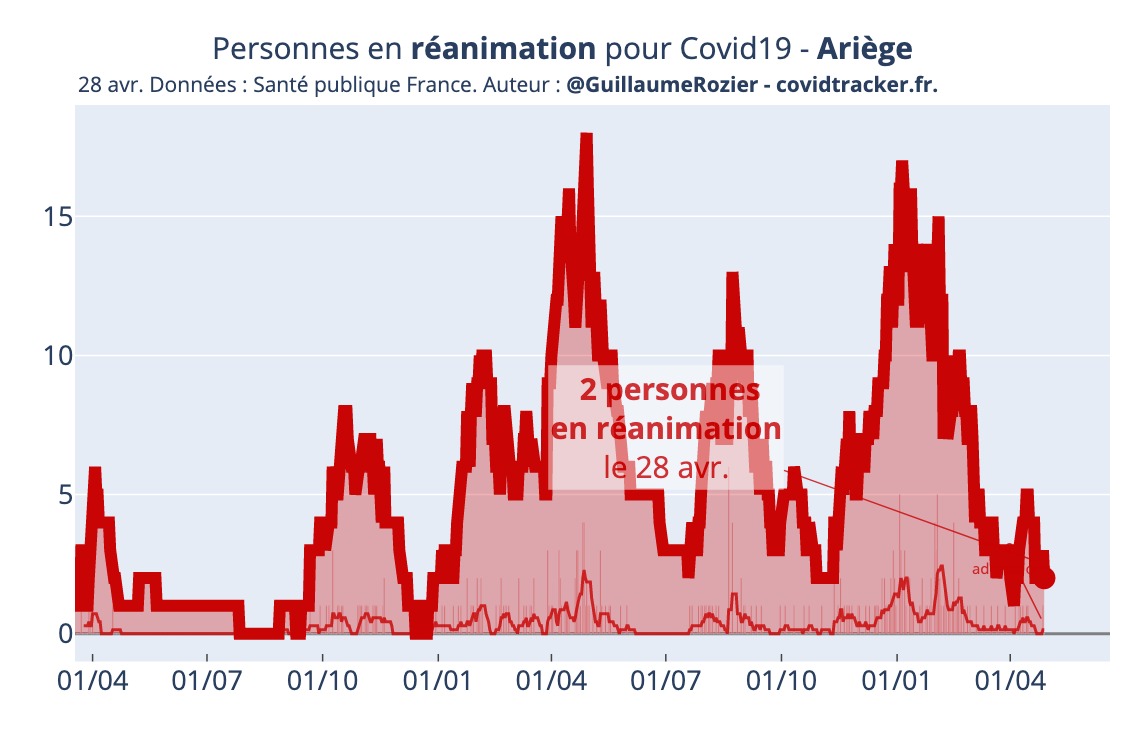 Personnes en réanimation pour Covid19 - Ariège
28 avr. Données : Santé publique France. Auteur : @GuillaumeRozier - covidtracker.fr.
15
10
5
0
2 personnes
en réanimation
le 28 avr.
01/04 01/07 01/10 01/01 01/04 01/07 01/10 01/01 01/04